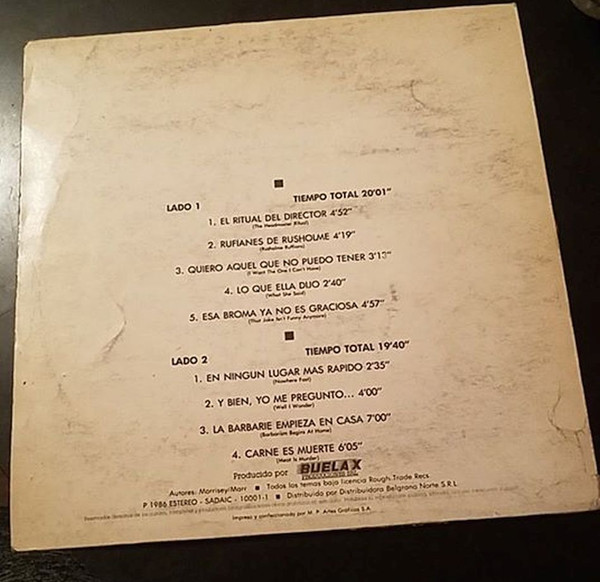 LADO 1
TIEMPO TOTAL 20'01"
1. EL RITUAL DEL DIRECTOR 4'52"
(The Headmaster Ritual)
2. RUFIANES DE RUSHOLME 4'19"
(Rusholme Ruffians)
3. QUIERO AQUEL QUE NO PUEDO TENER 3'13"
(I Want The One I Can't Have)
4. LO QUE ELLA DIJO 2'40"
(What She Said)
5. ESA BROMA YA NO ES GRACIOSA 4'57"
(That Joke Isn't Funny Anymore)
LADO 2
TIEMPO TOTAL 19'40"
1. EN NINGUN LUGAR MAS RAPIDO 2'35"
(Nowhere Fast)
2. Y BIEN, YO ME PREGUNTO... 4'00"
(Well I Wonder)
3. LA BARBARIE EMPIEZA EN CASA 7'00"
(Barbarism Begins At Home)
4. CARNE ES MUERTE 6'05"
(Meat Is Murder)
Producido por BUELAX
Autores: Morrisey/Marr ■ Todos los temas bajo licencia Rough Trade Recs.
P 1986 ESTEREO - SADAIC - 10001-1 ■ Distribuido por Distribuidora Belgrano Norte S.R.L.
Impreso y confeccionado por M. P. Artes Gráficas S.A.